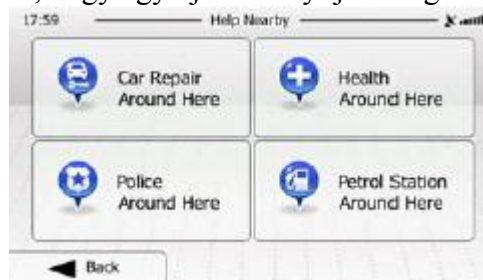 17:59 Help Nearby
Car Repair
Around Here
Health
Around Here
Police
Around Here
Petrol Station
Around Here
Back